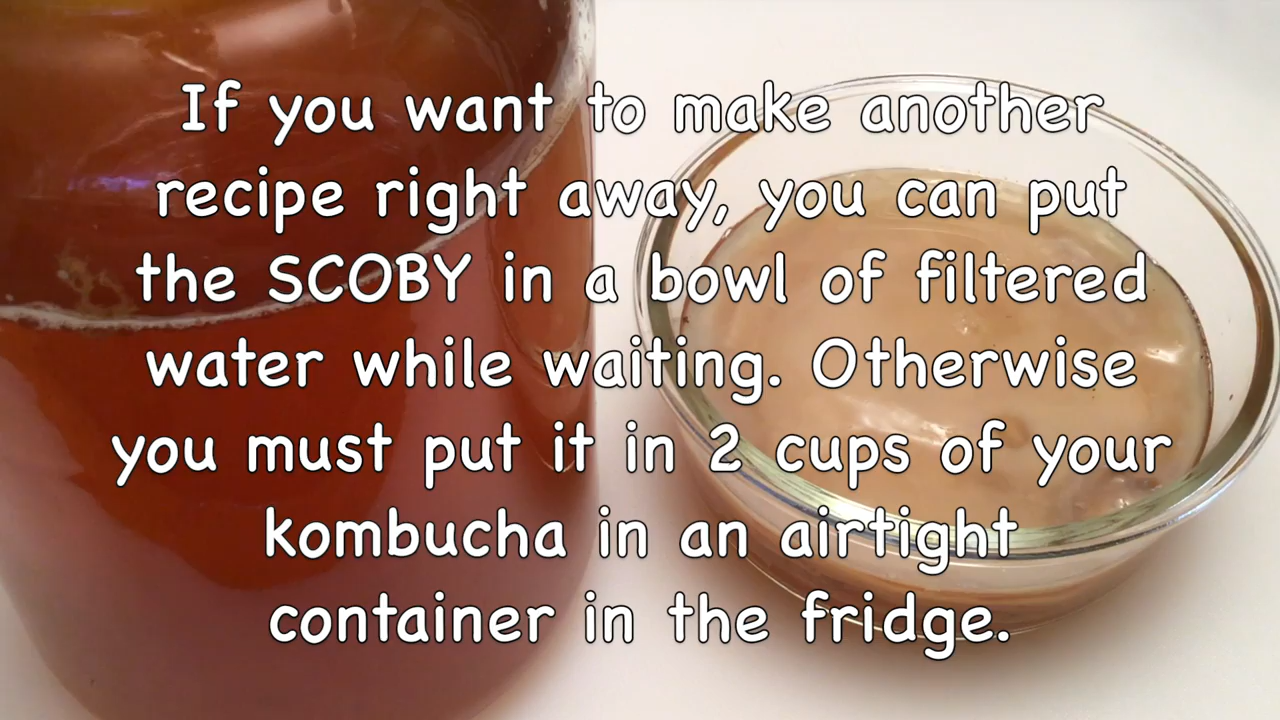 If you want to make another
recipe right away, you can put
the SCOBY in a bowl of filtered
water while waiting. Otherwise
you must put it in 2 cups of your
kombucha in an airtight
container in the fridge.